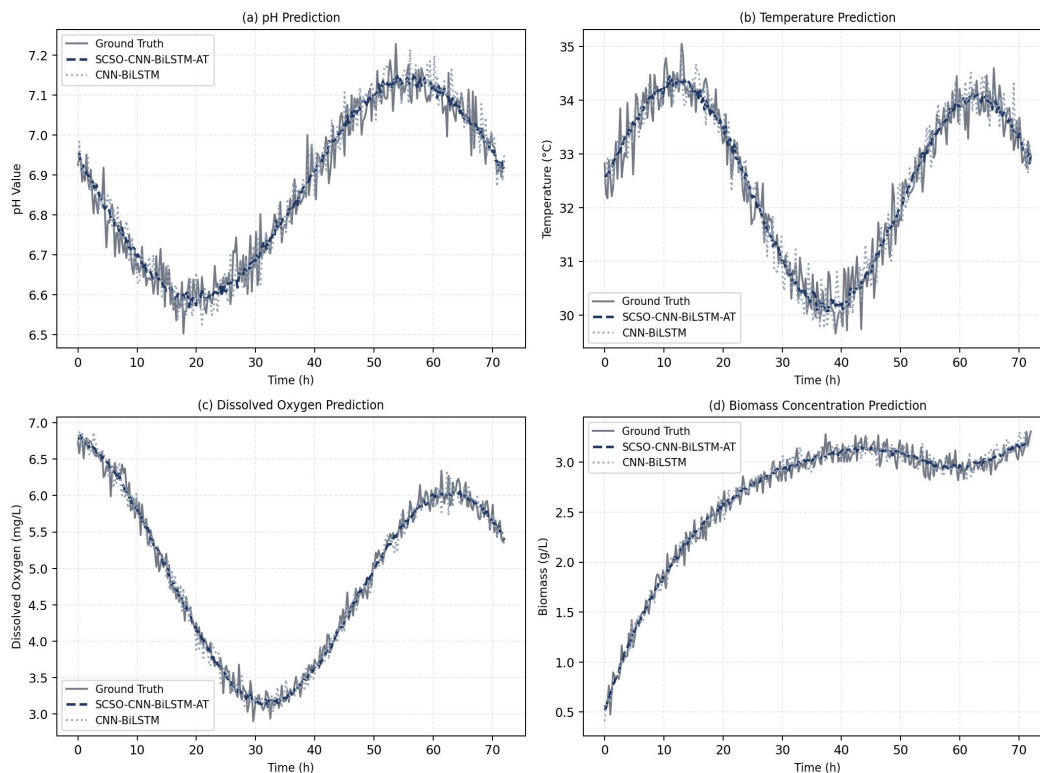 (a) pH Prediction
Ground Truth
SCSO-CNN-BiLSTM-AT
CNN-BiLSTM
7.2
7.1
7.0
6.9
6.8
6.7
6.6
6.5
pH Value
0 10 20 30 40 50 60 70
Time (h)
(b) Temperature Prediction
35
34
33
32
31
30
Temperature (°C)
Ground Truth
SCSO-CNN-BiLSTM-AT
CNN-BiLSTM
0 10 20 30 40 50 60 70
Time (h)
(c) Dissolved Oxygen Prediction
7.0
6.5
6.0
5.5
5.0
4.5
4.0
3.5
3.0
Dissolved Oxygen (mg/L)
Ground Truth
SCSO-CNN-BiLSTM-AT
CNN-BiLSTM
0 10 20 30 40 50 60 70
Time (h)
(d) Biomass Concentration Prediction
Ground Truth
SCSO-CNN-BiLSTM-AT
CNN-BiLSTM
3.0
2.5
2.0
1.5
1.0
0.5
Biomass (g/L)
0 10 20 30 40 50 60 70
Time (h)